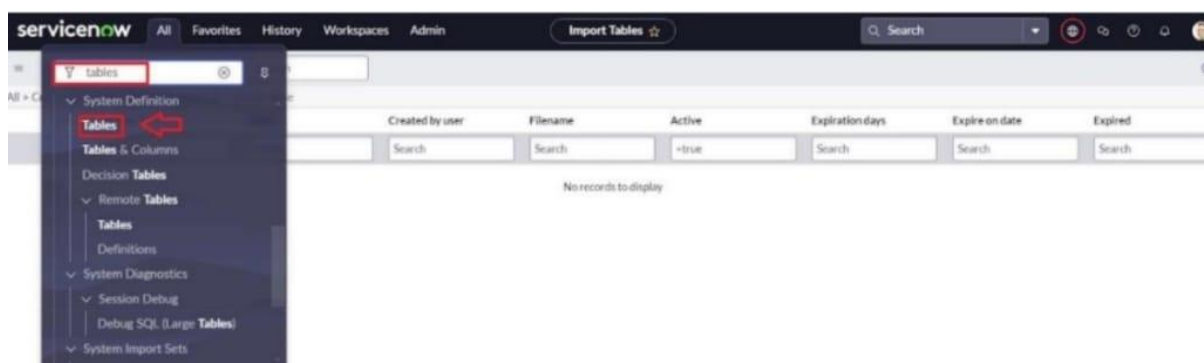 servicenow All Favorites History Workspaces Admin Import Tables Search
tables
All > C
System Definition
Tables
Created by user Filename Active Expiration days Expire on date Expired
Tables & Columns
Search Search =true Search Search Search
Decision Tables
No records to display
Remote Tables
Tables
Definitions
System Diagnostics
Session Debug
Debug SQL (Large Tables)
System Import Sets